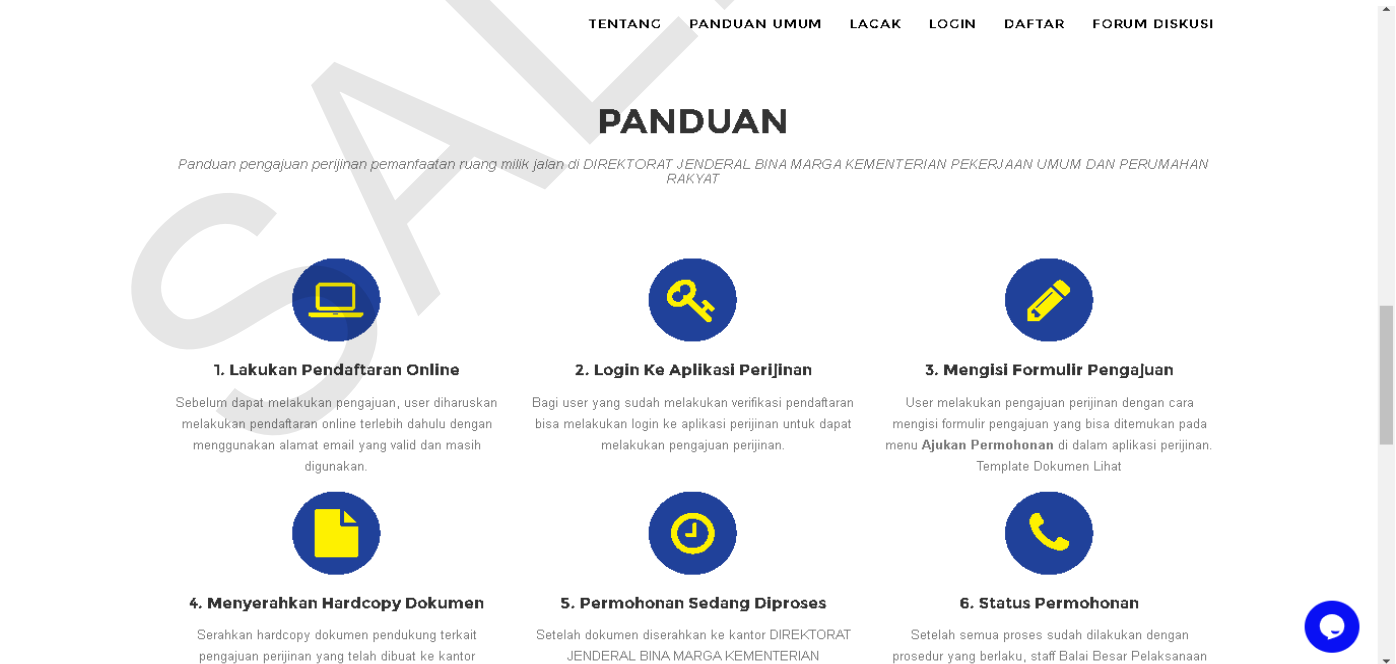 TENTANG PANDUAN UMUM LACAK LOGIN DAFTAR FORUM DISKUSI
PANDUAN
Panduan pengajuan perijinan pemanfaatan ruang milik jalan di DIREKTORAT JENDERAL BINA MARGA KEMENTERIAN PEKERJAAN UMUM DAN PERUMAHAN
RAKYAT
1. Lakukan Pendaftaran Online
Sebelum dapat melakukan pengajuan, user diharuskan
melakukan pendaftaran online terlebih dahulu dengan
menggunakan alamat email yang valid dan masih
digunakan.
2. Login Ke Aplikasi Perijinan
Bagi user yang sudah melakukan verifikasi pendaftaran
bisa melakukan login ke aplikasi perijinan untuk dapat
melakukan pengajuan perijinan.
3. Mengisi Formulir Pengajuan
User melakukan pengajuan perijinan dengan cara
mengisi formulir pengajuan yang bisa ditemukan pada
menu Ajukan Permohonan di dalam aplikasi perijinan.
Template Dokumen Lihat
4. Menyerahkan Hardcopy Dokumen
Serahkan hardcopy dokumen pendukung terkait
pengajuan perijinan yang telah dibuat ke kantor
5. Permohonan Sedang Diproses
Setelah dokumen diserahkan ke kantor DIREKTORAT
JENDERAL BINA MARGA KEMENTERIAN
6. Status Permohonan
Setelah semua proses sudah dilakukan dengan
prosedur yang berlaku, staff Balai Besar Pelaksanaan